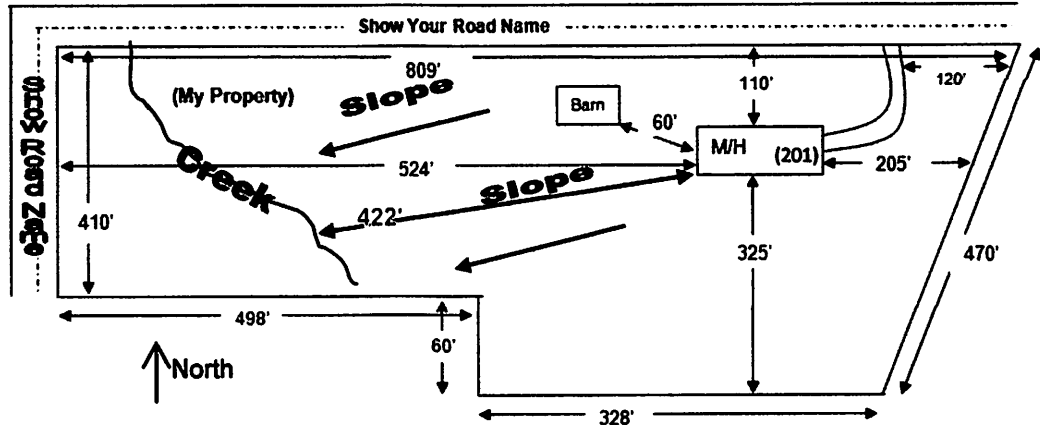 Show Your Road Name
809'
110'
120'
(My Property)
Slope
Barn
60'
M/H
(201)
205'
Show Road Name
Creek
524'
Slope
422'
410'
325'
470'
498'
60'
North
328'